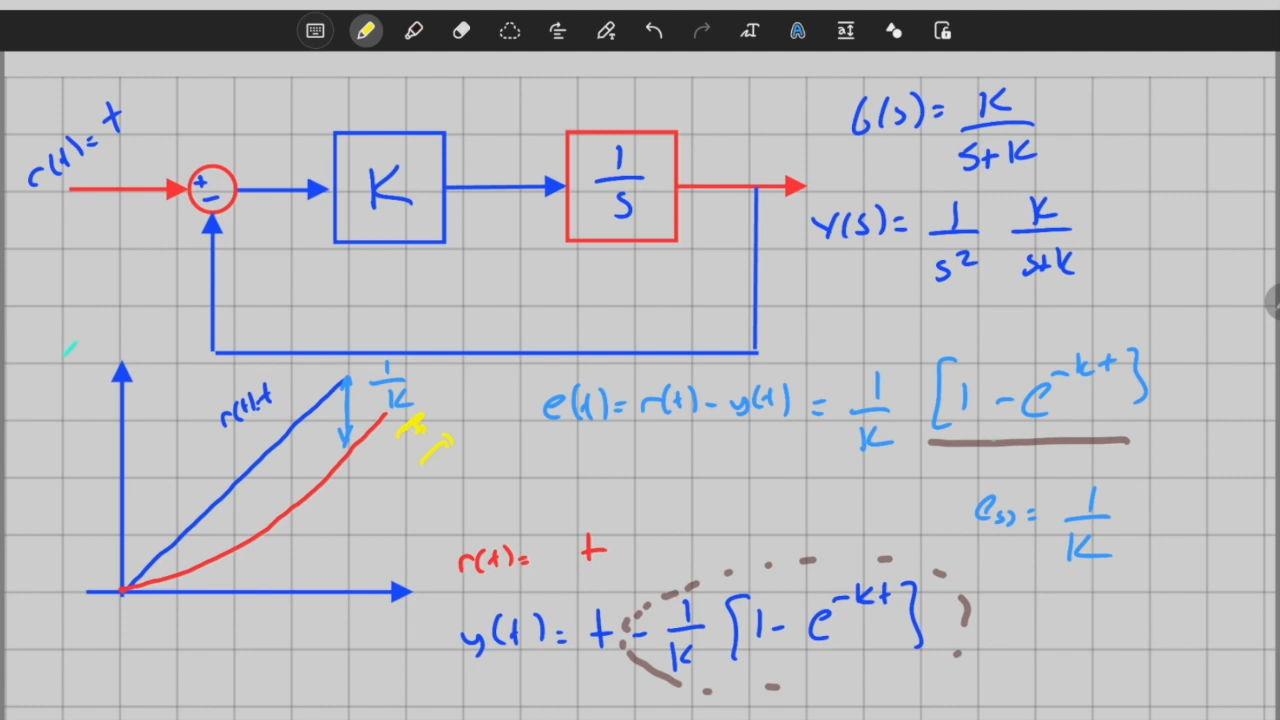 r(t)= t
+
-
K
1/s
G(s)= K/(s+K)
Y(s)= 1/s² K/(s+K)
r(t)=t
1/K
e(t)= r(t) - y(t) = 1/K [1 - e^-kt]
e_ss = 1/K
r(t)= t
y(t)= t - 1/K [1 - e^-kt]